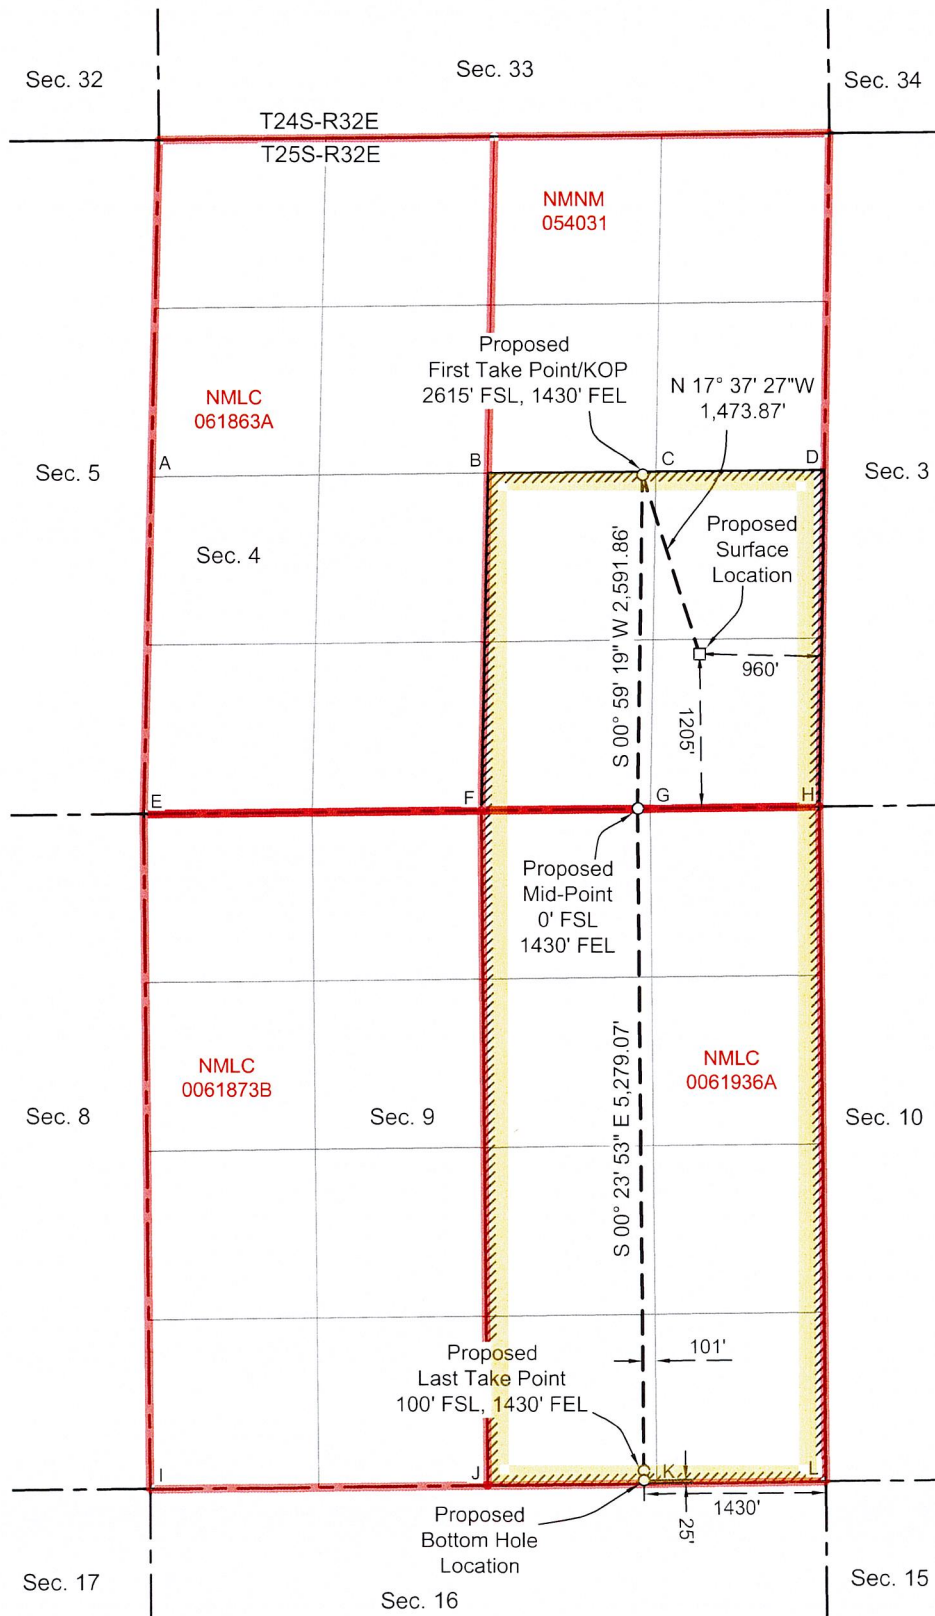 Sec. 32
Sec. 33
Sec. 34
T24S-R32E
T25S-R32E
NMNM
054031
Proposed
First Take Point/KOP
2615' FSL, 1430' FEL
N 17° 37' 27"W
1,473.87'
NMLC
061863A
A
B
C
D
Sec. 5
Sec. 3
Sec. 4
Proposed
Surface
Location
S 00° 59' 19" W 2,591.86'
960'
1205'
E
F
G
H
Proposed
Mid-Point
0' FSL
1430' FEL
NMLC
0061873B
NMLC
0061936A
S 00° 23' 53" E 5,279.07'
Sec. 8
Sec. 9
Sec. 10
101'
Proposed
Last Take Point
100' FSL, 1430' FEL
I
J
K
L
1430'
25'
Proposed
Bottom Hole
Location
Sec. 17
Sec. 16
Sec. 15